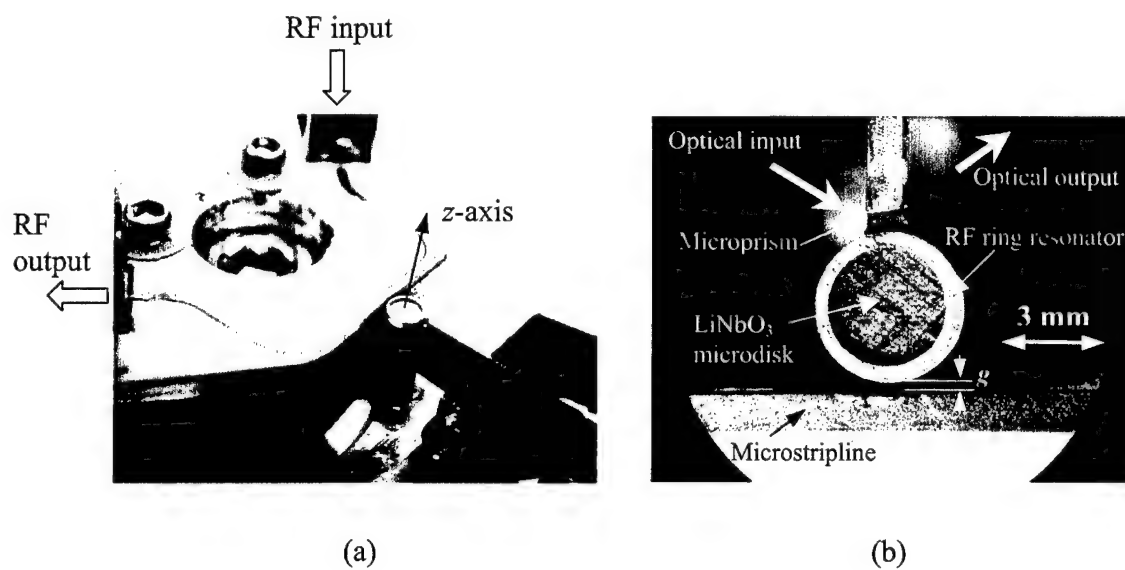 RF input
z-axis
RF
output
(a)
Optical input
Optical output
Microprism
RF ring resonator
LiNbO₃
microdisk
3 mm
g
Microstripline
(b)